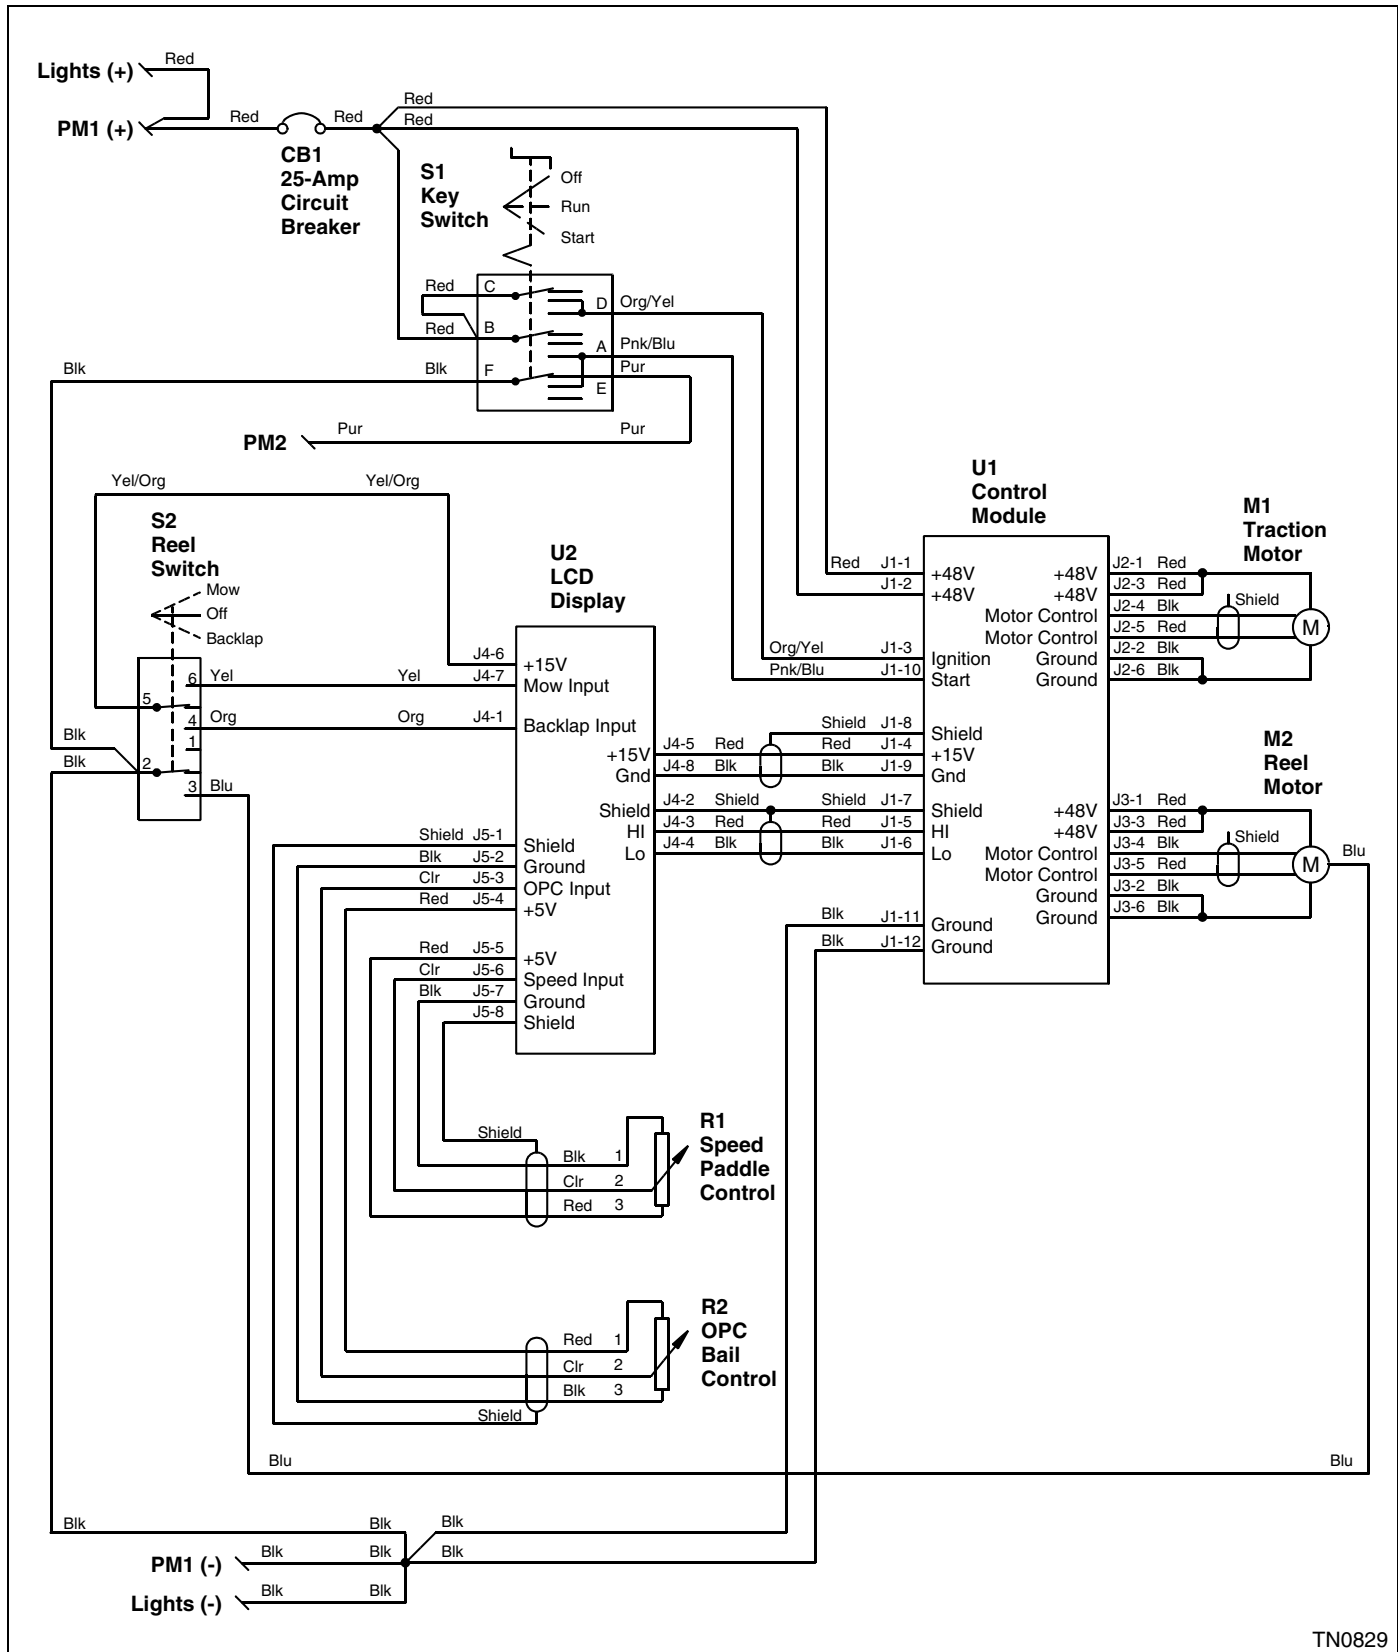 Lights (+)
Red
PM1 (+)
Red
Red
Red
Red
CB1
25-Amp
Circuit
Breaker
S1
Key
Switch
Off
Run
Start
Red
C
D
Org/Yel
Red
B
A
Pnk/Blu
Blk
Blk
F
E
Pur
PM2
Pur
Pur
Yel/Org
Yel/Org
S2
Reel
Switch
Mow
Off
Backlap
6
Yel
Yel
5
4
Org
Org
1
Blk
Blk
2
3
Blu
U2
LCD
Display
J4-6
+15V
J4-7
Mow Input
J4-1
Backlap Input
+15V
J4-5
Red
Gnd
J4-8
Blk
Shield
J4-2
Shield
HI
J4-3
Red
Lo
J4-4
Blk
Shield
J5-1
Shield
Blk
J5-2
Ground
Clr
J5-3
OPC Input
Red
J5-4
+5V
Red
J5-5
+5V
Clr
J5-6
Speed Input
Blk
J5-7
Ground
J5-8
Shield
U1
Control
Module
Red
J1-1
+48V
J1-2
+48V
Org/Yel
J1-3
Ignition
Pnk/Blu
J1-10
Start
Shield
J1-8
Shield
Red
J1-4
+15V
Blk
J1-9
Gnd
Shield
J1-7
Shield
Red
J1-5
HI
Blk
J1-6
Lo
Blk
J1-11
Ground
Blk
J1-12
Ground
+48V
J2-1
Red
+48V
J2-3
Red
Motor Control
J2-4
Blk
Motor Control
J2-5
Red
Ground
J2-2
Blk
Ground
J2-6
Blk
Shield
M1
Traction
Motor
M
+48V
J3-1
Red
+48V
J3-3
Red
Motor Control
J3-4
Blk
Motor Control
J3-5
Red
Ground
J3-2
Blk
Ground
J3-6
Blk
Shield
M2
Reel
Motor
M
Blu
Shield
Blk
1
Clr
2
Red
3
R1
Speed
Paddle
Control
Red
1
Clr
2
Blk
3
Shield
R2
OPC
Bail
Control
Blu
Blu
Blk
Blk
Blk
PM1 (-)
Blk
Blk
Blk
Lights (-)
Blk
Blk
TN0829